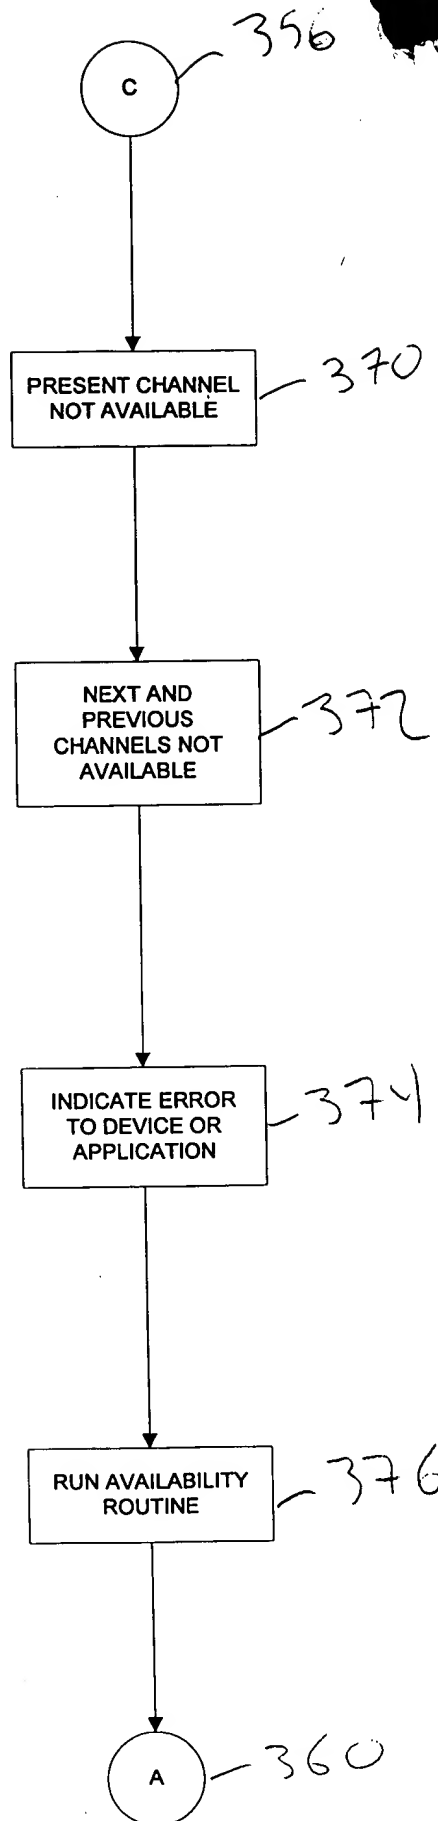 356
C
370
PRESENT CHANNEL
NOT AVAILABLE
372
NEXT AND
PREVIOUS
CHANNELS NOT
AVAILABLE
374
INDICATE ERROR
TO DEVICE OR
APPLICATION
376
RUN AVAILABILITY
ROUTINE
360
A